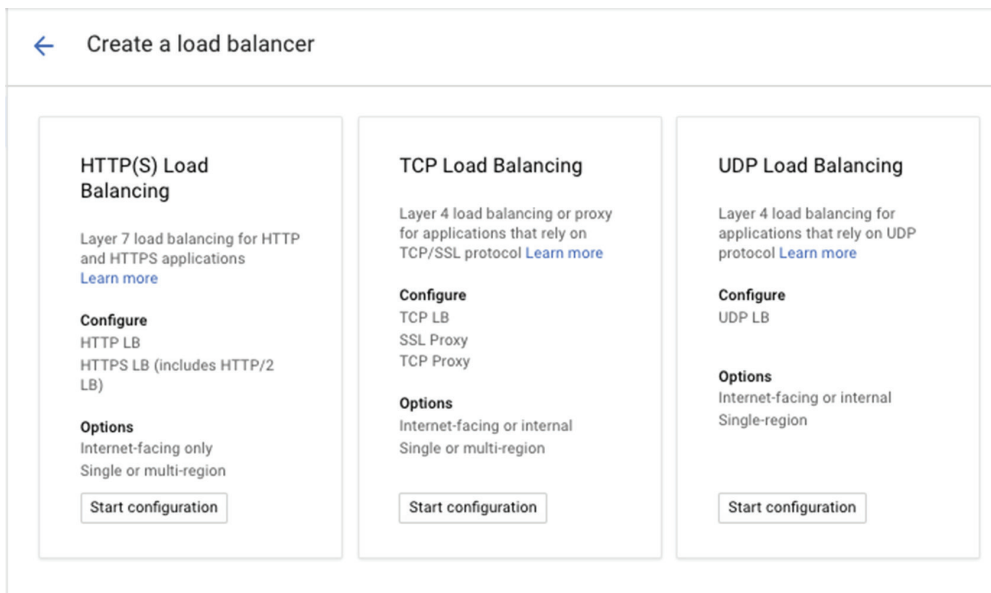 Create a load balancer
HTTP(S) Load
Balancing
Layer 7 load balancing for HTTP
and HTTPS applications
Learn more
Configure
HTTP LB
HTTPS LB (includes HTTP/2
LB)
Options
Internet-facing only
Single or multi-region
Start configuration
TCP Load Balancing
Layer 4 load balancing or proxy
for applications that rely on
TCP/SSL protocol Learn more
Configure
TCP LB
SSL Proxy
TCP Proxy
Options
Internet-facing or internal
Single or multi-region
Start configuration
UDP Load Balancing
Layer 4 load balancing for
applications that rely on UDP
protocol Learn more
Configure
UDP LB
Options
Internet-facing or internal
Single-region
Start configuration